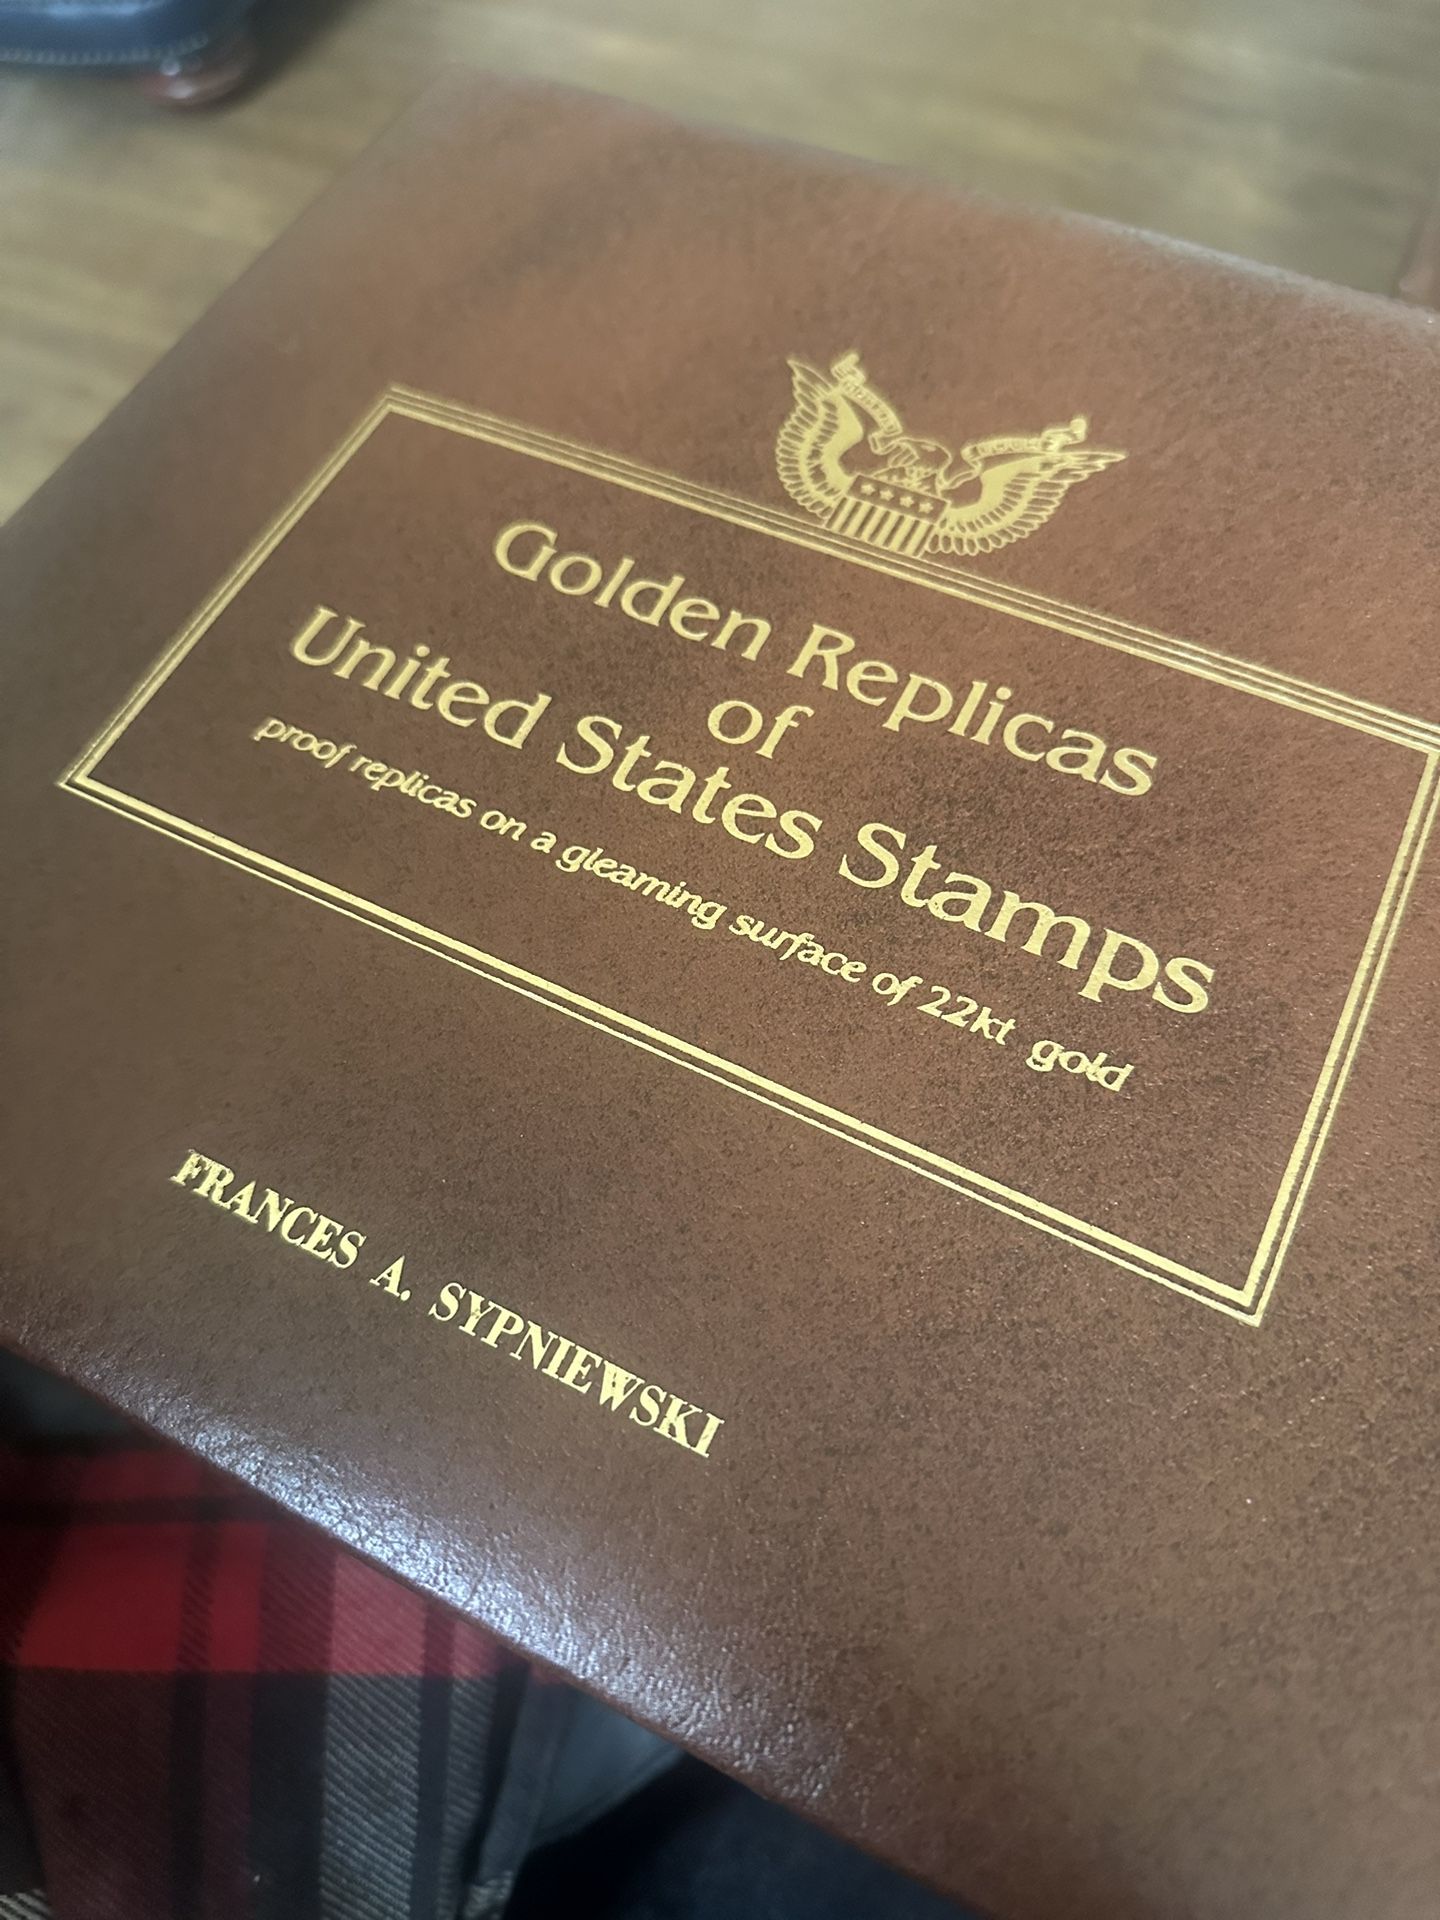 Golden Replicas
of
United States Stamps
proof replicas on a gleaming surface of 22kt gold
FRANCES A. SYPNIEWSKI